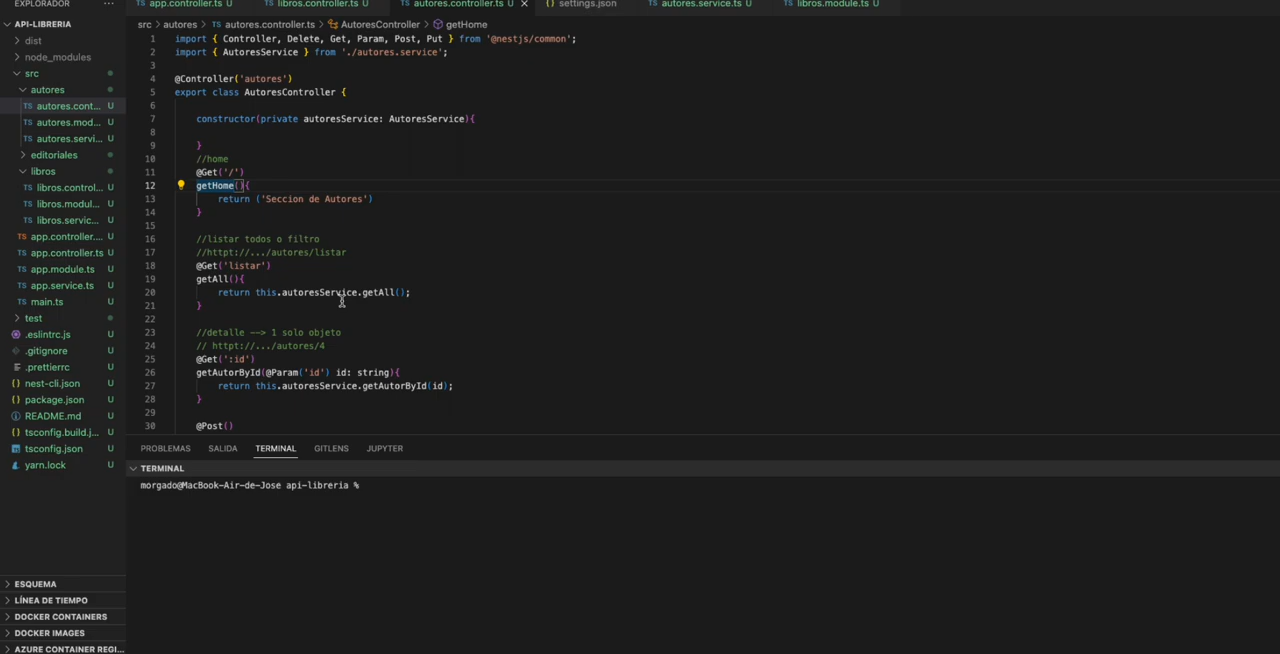 EXPLORADOR ...
app.controller.ts U
libros.controller.ts U
autores.controller.ts U
settings.json
autores.service.ts U
libros.module.ts U
API-LIBRERIA
dist
node_modules
src
autores
autores.cont... U
autores.mod... U
autores.servi... U
editoriales
libros
libros.control... U
libros.modul... U
libros.servic... U
app.controller.... U
app.controller.ts U
app.module.ts U
app.service.ts U
main.ts U
test
.eslintrc.js U
.gitignore U
.prettierrc U
nest-cli.json U
package.json U
README.md U
tsconfig.build.j... U
tsconfig.json U
yarn.lock U
ESQUEMA
LÍNEA DE TIEMPO
DOCKER CONTAINERS
DOCKER IMAGES
AZURE CONTAINER REGI...
src > autores > TS autores.controller.ts > AutoresController > getHome
1 import { Controller, Delete, Get, Param, Post, Put } from '@nestjs/common';
2 import { AutoresService } from './autores.service';
3
4 @Controller('autores')
5 export class AutoresController {
6
7 constructor(private autoresService: AutoresService){
8
9 }
10 //home
11 @Get('/')
12 getHome(){
13 return ('Seccion de Autores')
14 }
15
16 //listar todos o filtro
17 //httpt://.../autores/listar
18 @Get('listar')
19 getAll(){
20 return this.autoresService.getAll();
21 }
22
23 //detalle --> 1 solo objeto
24 // httpt://.../autores/4
25 @Get(':id')
26 getAutorById(@Param('id') id: string){
27 return this.autoresService.getAutorById(id);
28 }
29
30 @Post()
PROBLEMAS SALIDA TERMINAL GITLENS JUPYTER
TERMINAL
morgado@MacBook-Air-de-Jose api-libreria %